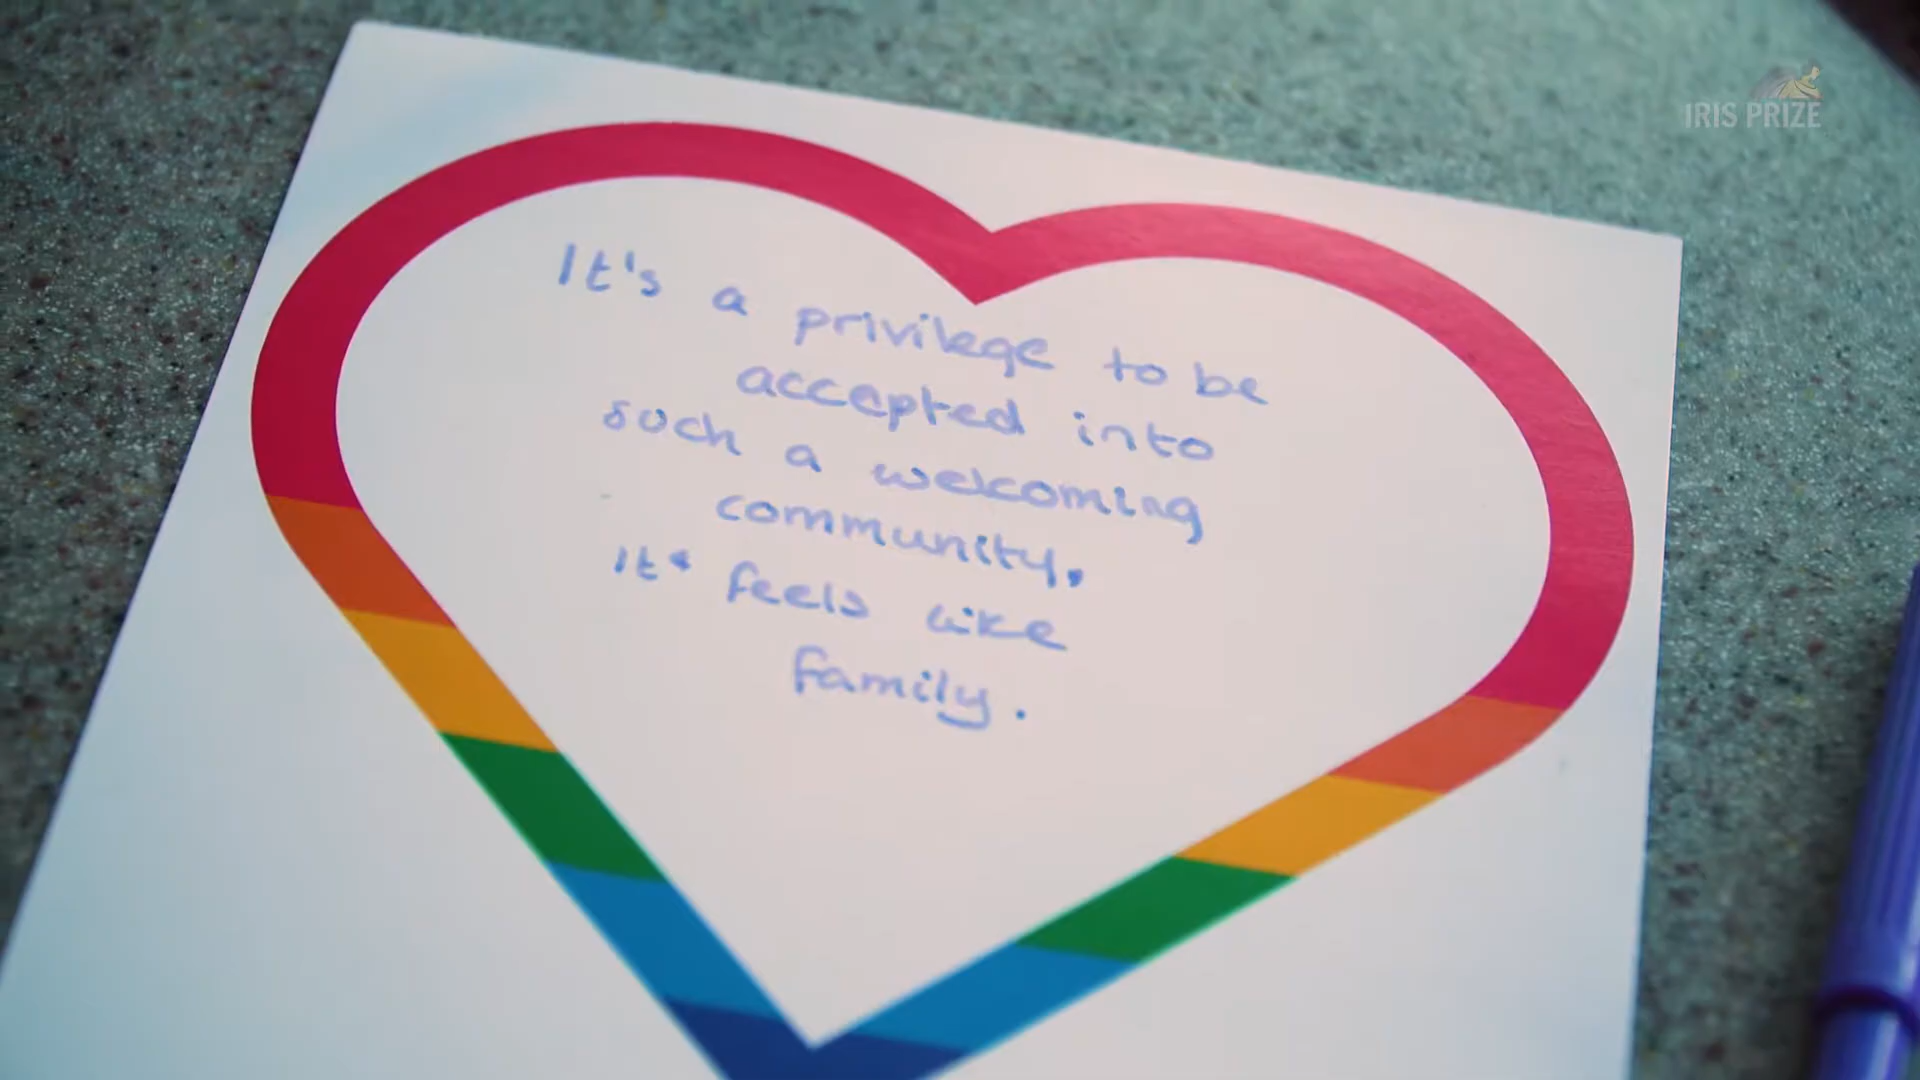 IRIS PRIZE
It's a privilege to be
accepted into
such a welcoming
community,
It feels like
family.